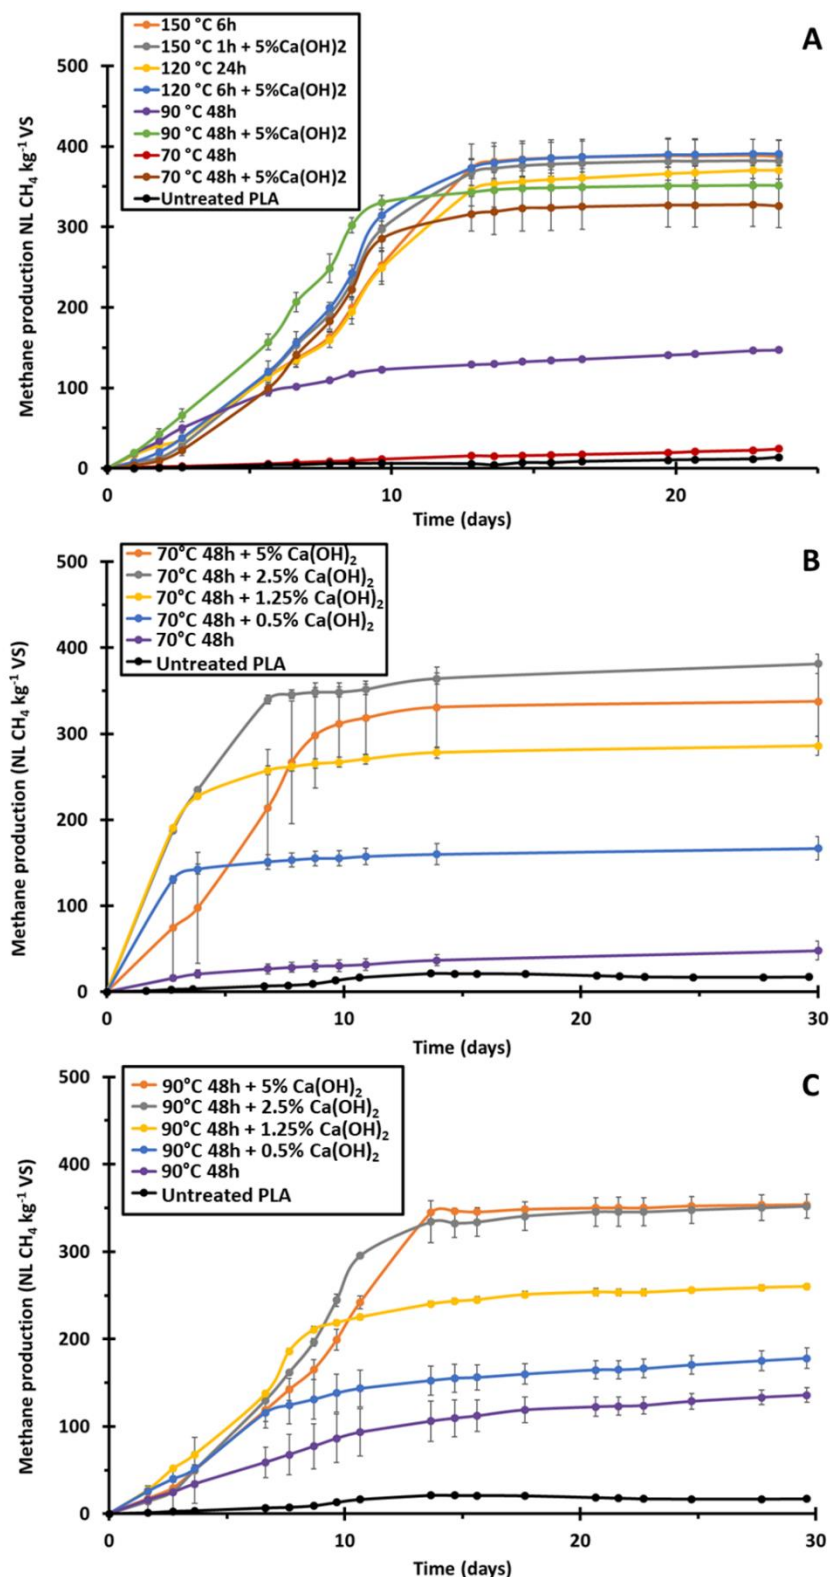 A
150 °C 6h
150 °C 1h + 5%Ca(OH)2
120 °C 24h
120 °C 6h + 5%Ca(OH)2
90 °C 48h
90 °C 48h + 5%Ca(OH)2
70 °C 48h
70 °C 48h + 5%Ca(OH)2
Untreated PLA
Methane production NL CH₄ kg⁻¹ VS
500
400
300
200
100
0
0 10 20
Time (days)
B
70°C 48h + 5% Ca(OH)₂
70°C 48h + 2.5% Ca(OH)₂
70°C 48h + 1.25% Ca(OH)₂
70°C 48h + 0.5% Ca(OH)₂
70°C 48h
Untreated PLA
Methane production (NL CH₄ kg⁻¹ VS)
500
400
300
200
100
0
0 10 20 30
Time (days)
C
90°C 48h + 5% Ca(OH)₂
90°C 48h + 2.5% Ca(OH)₂
90°C 48h + 1.25% Ca(OH)₂
90°C 48h + 0.5% Ca(OH)₂
90°C 48h
Untreated PLA
Methane production (NL CH₄ kg⁻¹ VS)
500
400
300
200
100
0
0 10 20 30
Time (days)